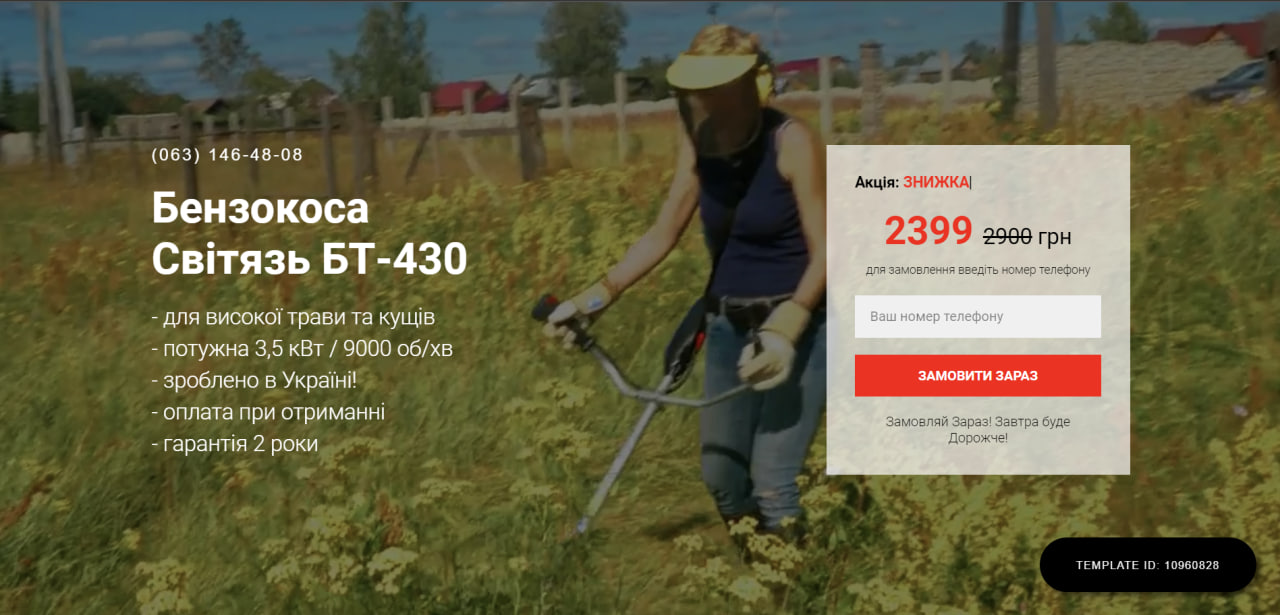 (063) 146-48-08
Бензокоса
Світязь БТ-430
- для високої трави та кущів
- потужна 3,5 кВт / 9000 об/хв
- зроблено в Україні!
- оплата при отриманні
- гарантія 2 роки
Акція: ЗНИЖКА|
2399 2900 грн
для замовлення введіть номер телефону
Ваш номер телефону
ЗАМОВИТИ ЗАРАЗ
Замовляй Зараз! Завтра буде
Дорожче!
TEMPLATE ID: 10960828